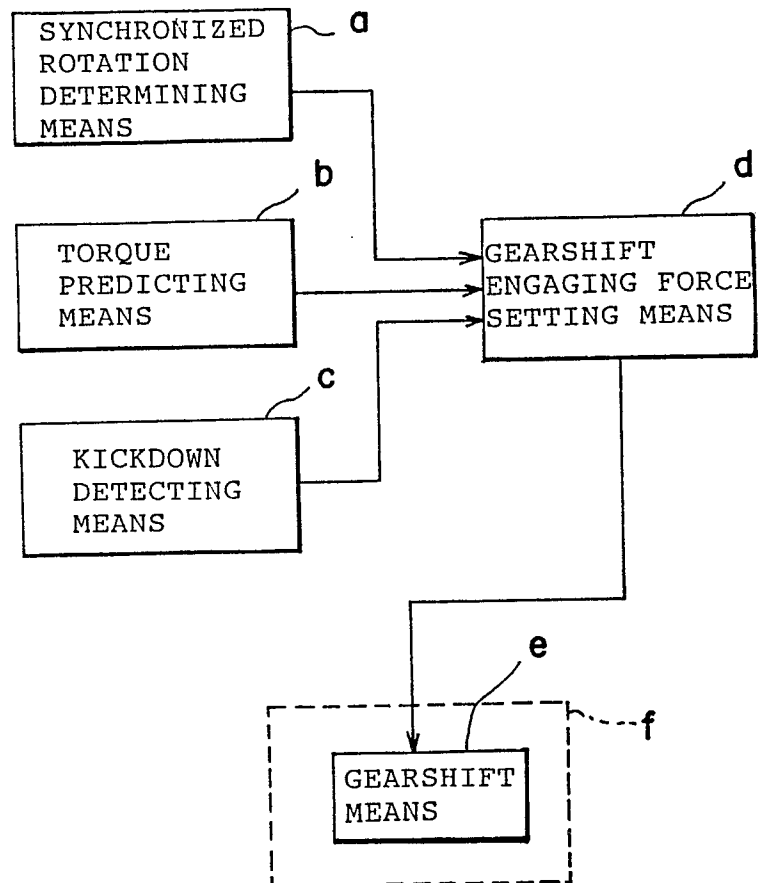 a
SYNCHRONIZED
ROTATION
DETERMINING
MEANS
b
TORQUE
PREDICTING
MEANS
c
KICKDOWN
DETECTING
MEANS
d
GEARSHIFT
ENGAGING FORCE
SETTING MEANS
e
f
GEARSHIFT
MEANS